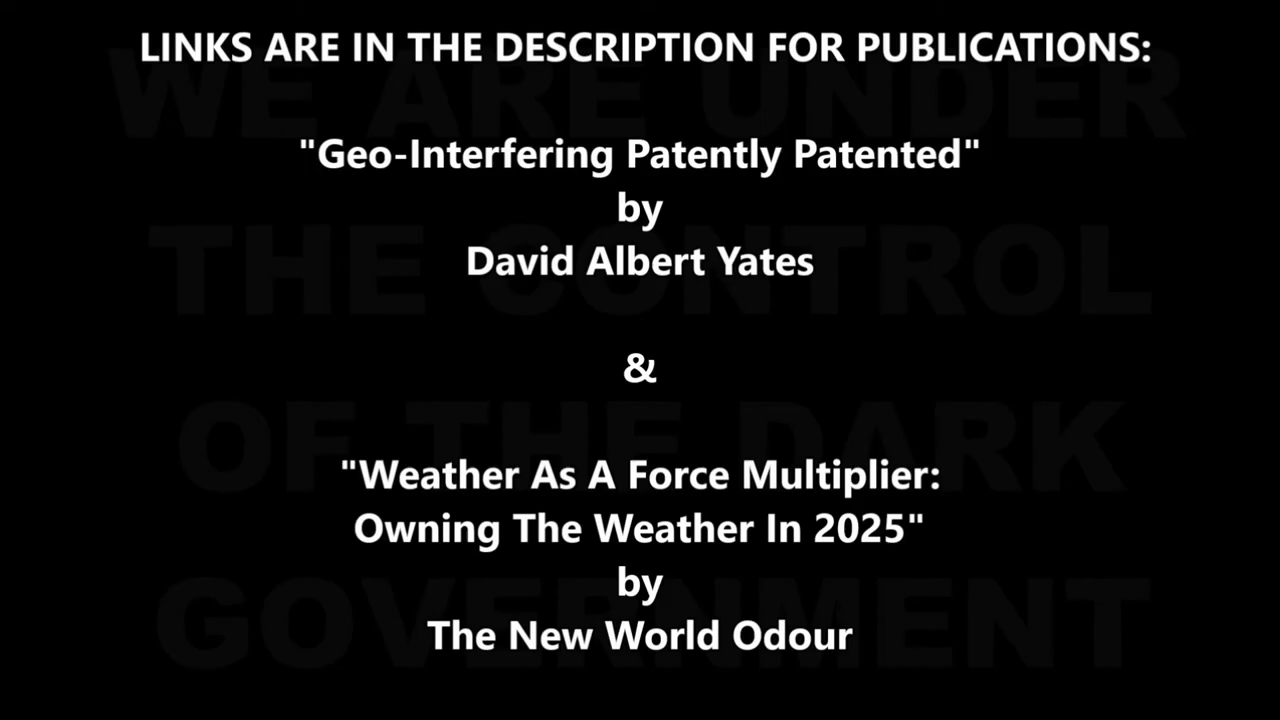 LINKS ARE IN THE DESCRIPTION FOR PUBLICATIONS:
WE ARE UNDER
"Geo-Interfering Patently Patented"
by
David Albert Yates
THE CONTROL
&
OF THE DARK
"Weather As A Force Multiplier:
Owning The Weather In 2025"
by
The New World Odour
GOVERNMENT